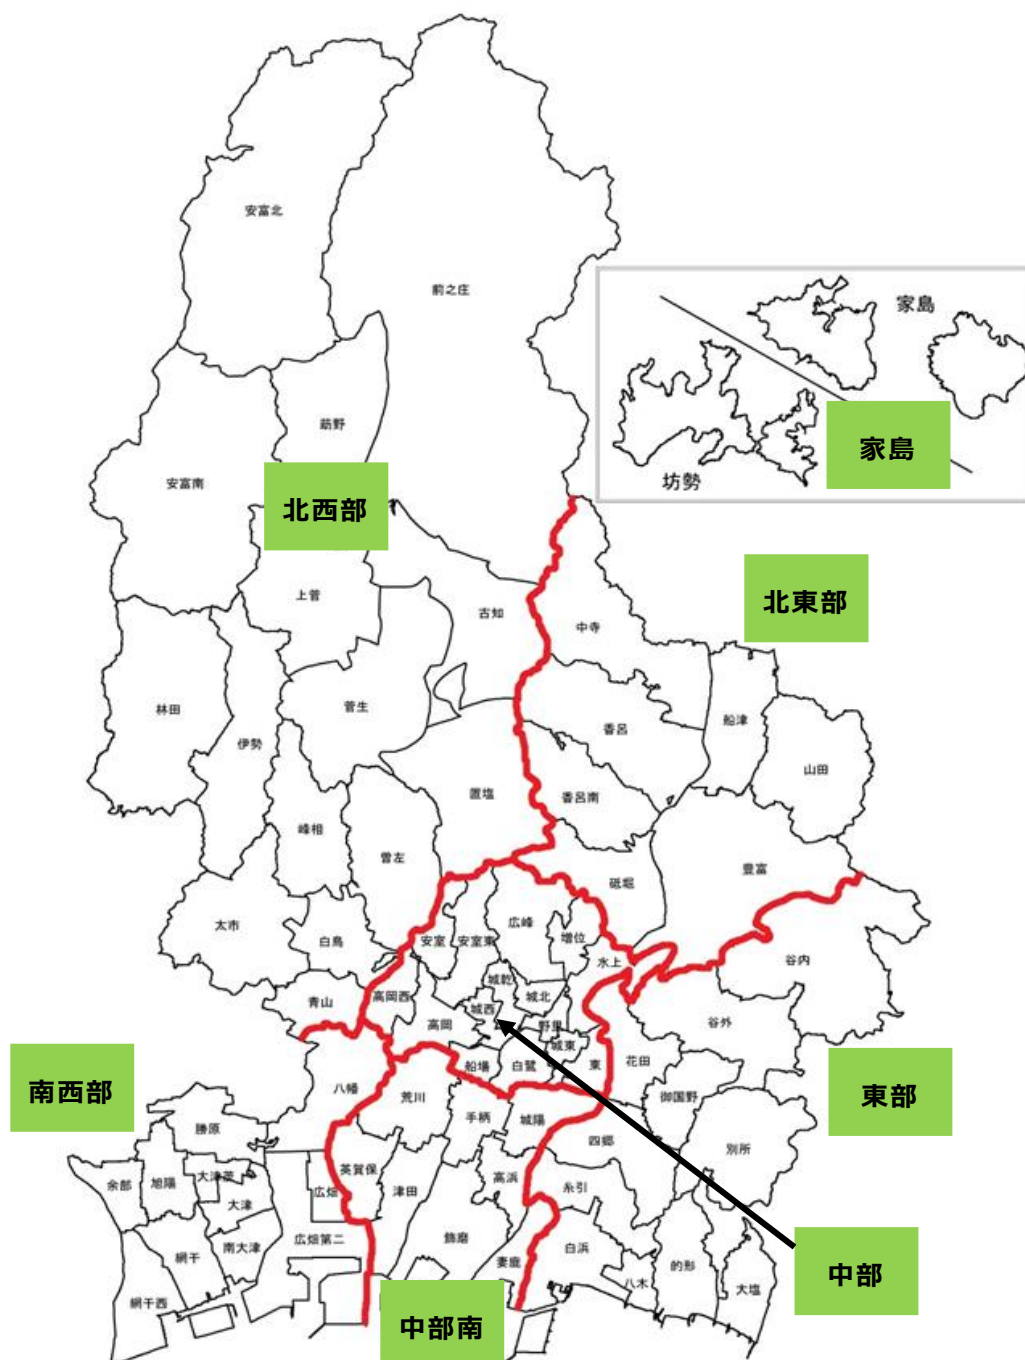 安富北
前之庄
家島
莇野
家島
坊勢
安富南
北西部
北東部
上菅
古知
中寺
林田
菅生
香呂
船津
伊勢
山田
置塩
香呂南
峰相
曽左
砥堀
豊富
太市
白鳥
安室
安室東
広峰
増位
水上
谷内
城乾
青山
高岡西
城西
城北
高岡
野里
谷外
城東
船場
白鷺
東
花田
南西部
八幡
荒川
手柄
城陽
御国野
東部
勝原
四郷
別所
余部
旭陽
大津茂
大津
広畑
英賀保
津田
高浜
糸引
網干
南大津
広畑第二
飾磨
妻鹿
白浜
的形
網干西
八木
大塩
中部
中部南